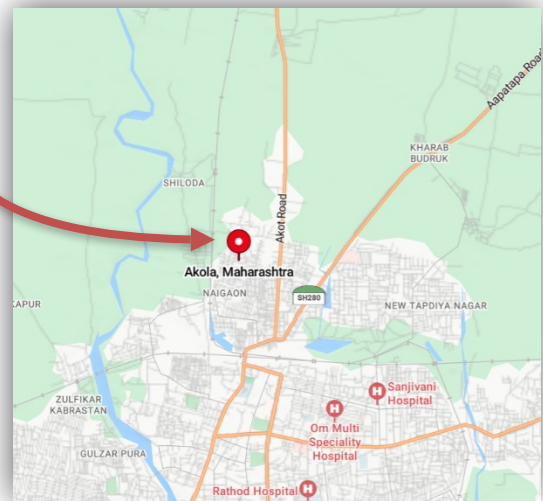 Aapatapa Road
KHARAB
BUDRUK
SHILODA
Akot Road
Akola, Maharashtra
NAIGAON
SH280
KAPUR
NEW TAPDIYA NAGAR
Sanjivani
Hospital
ZULFIKAR
KABRASTAN
Om Multi
Speciality
Hospital
GULZAR PURA
Rathod Hospital
H
H
H